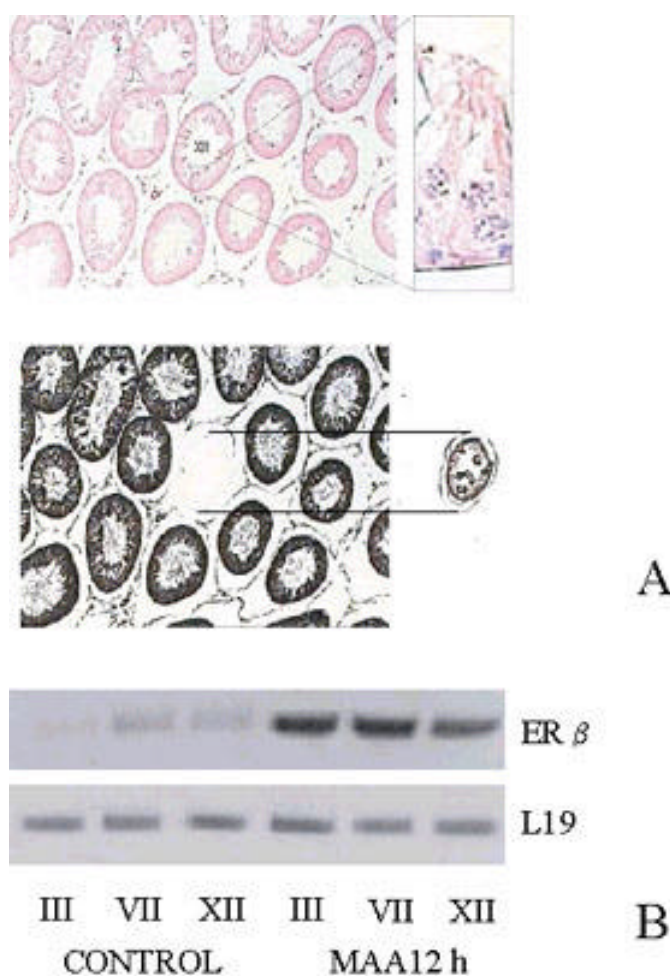 XII
A
ER β
L19
III VII XII III VII XII
CONTROL MAA12 h
B